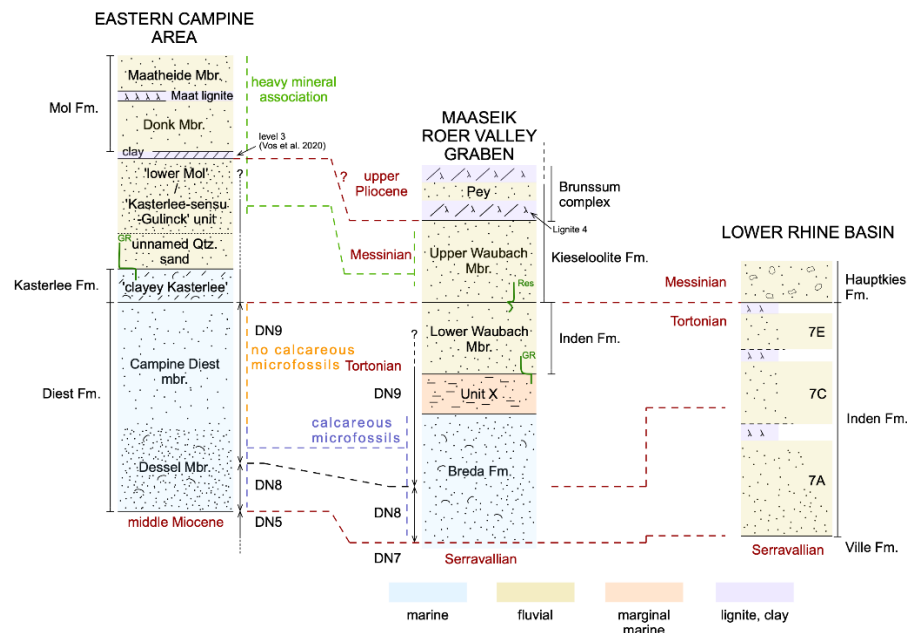 EASTERN CAMPINE
AREA
Maatheide Mbr.
Maat lignite
Mol Fm.
Donk Mbr.
clay
level 3
(Vos et al. 2020)
heavy mineral
association
'lower Mol'
/
'Kasterlee-sensu
-Gulinck' unit
?
unnamed Qtz.
sand
GR
Kasterlee Fm.
'clayey Kasterlee'
Diest Fm.
Campine Diest
mbr.
Dessel Mbr.
middle Miocene
DN9
no calcareous
microfossils
calcareous
microfossils
DN8
DN5
?
upper
Pliocene
Messinian
Tortonian
?
DN9
DN8
DN7
MAASEIK
ROER VALLEY
GRABEN
Pey
Brunssum
complex
Lignite 4
Upper Waubach
Mbr.
Kieseloolite Fm.
Res
Lower Waubach
Mbr.
Inden Fm.
GR
Unit X
Breda Fm.
Serravallian
LOWER RHINE BASIN
Messinian
Hauptkies
Fm.
Tortonian
7E
7C
Inden Fm.
7A
Serravallian
Ville Fm.
marine
fluvial
marginal
marine
lignite, clay